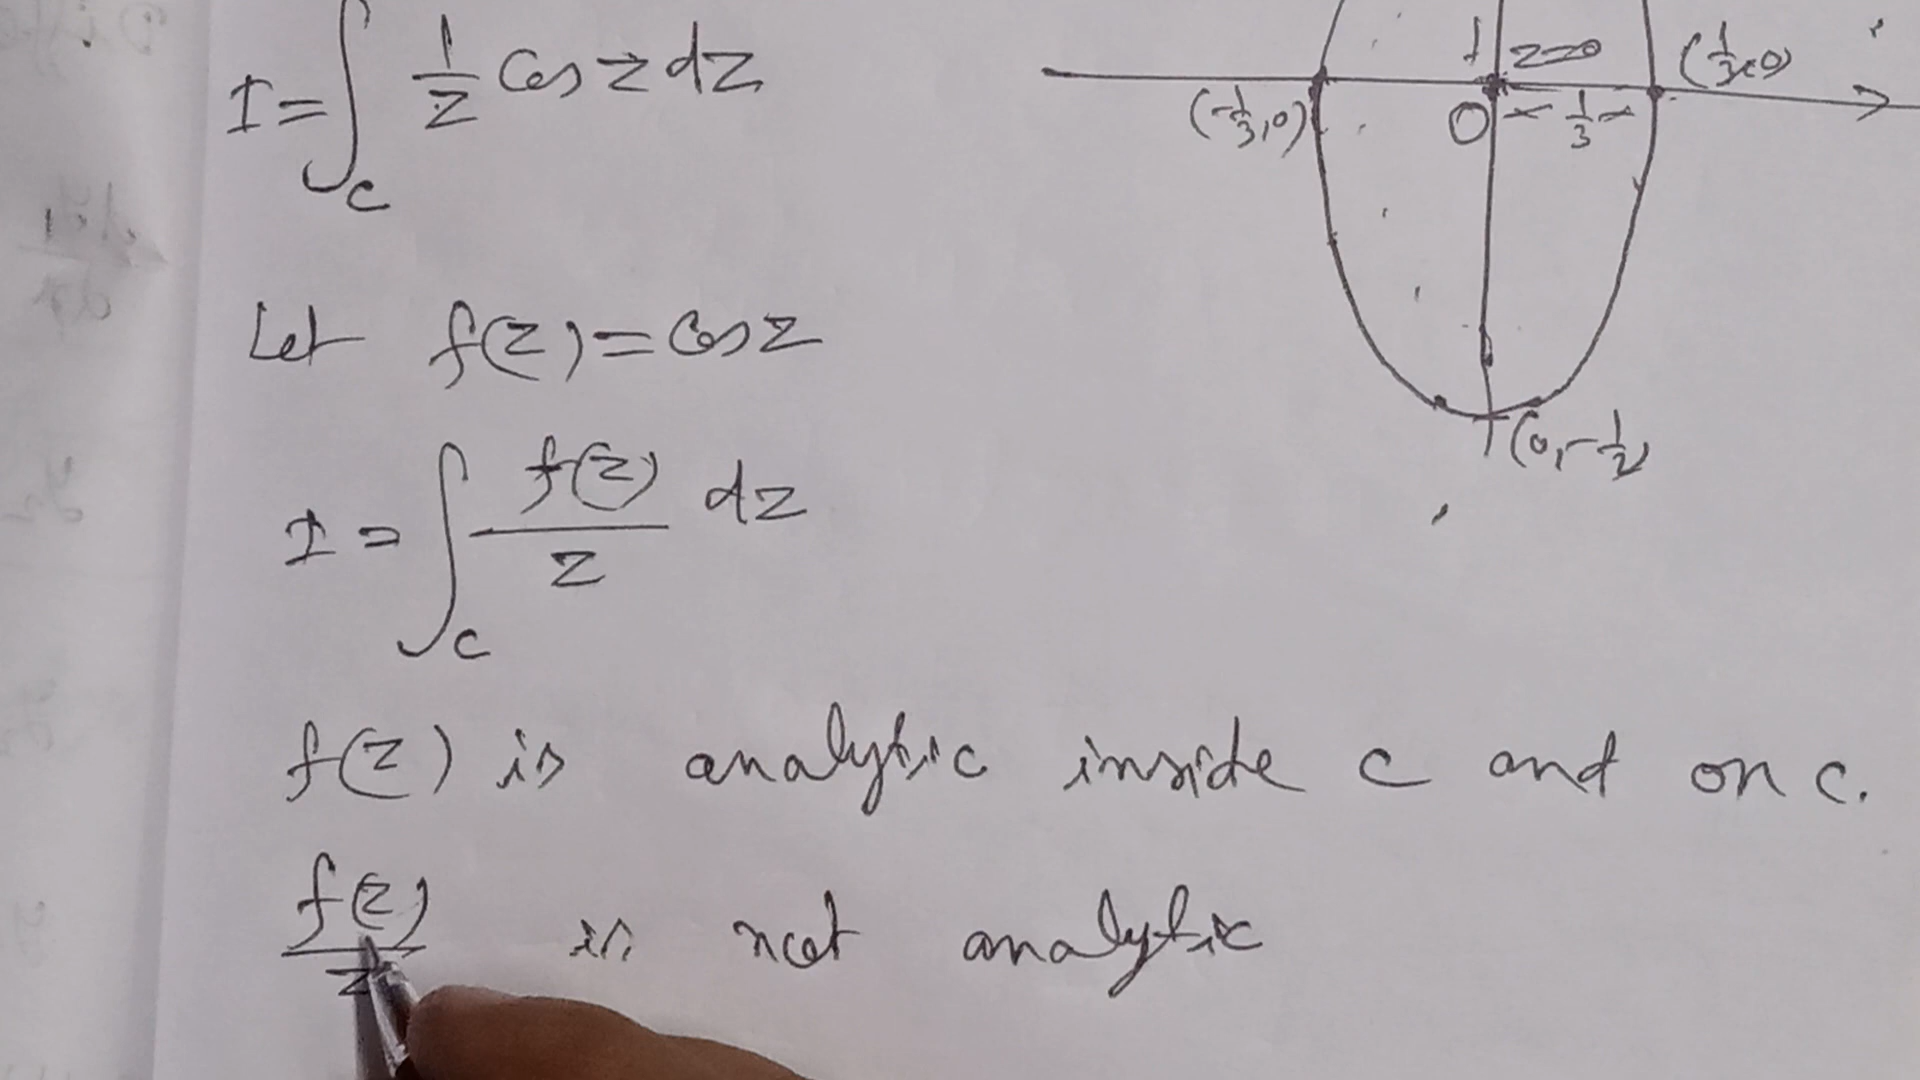 I = ∫_C 1/z Cos z dz
z=0
(1/3, 0)
(-1/3, 0)
O
1/3
Let f(z) = Cos z
(0, -1/2)
I = ∫_C f(z)/z dz
f(z) is analytic inside c and on c.
f(z)/z is not analytic